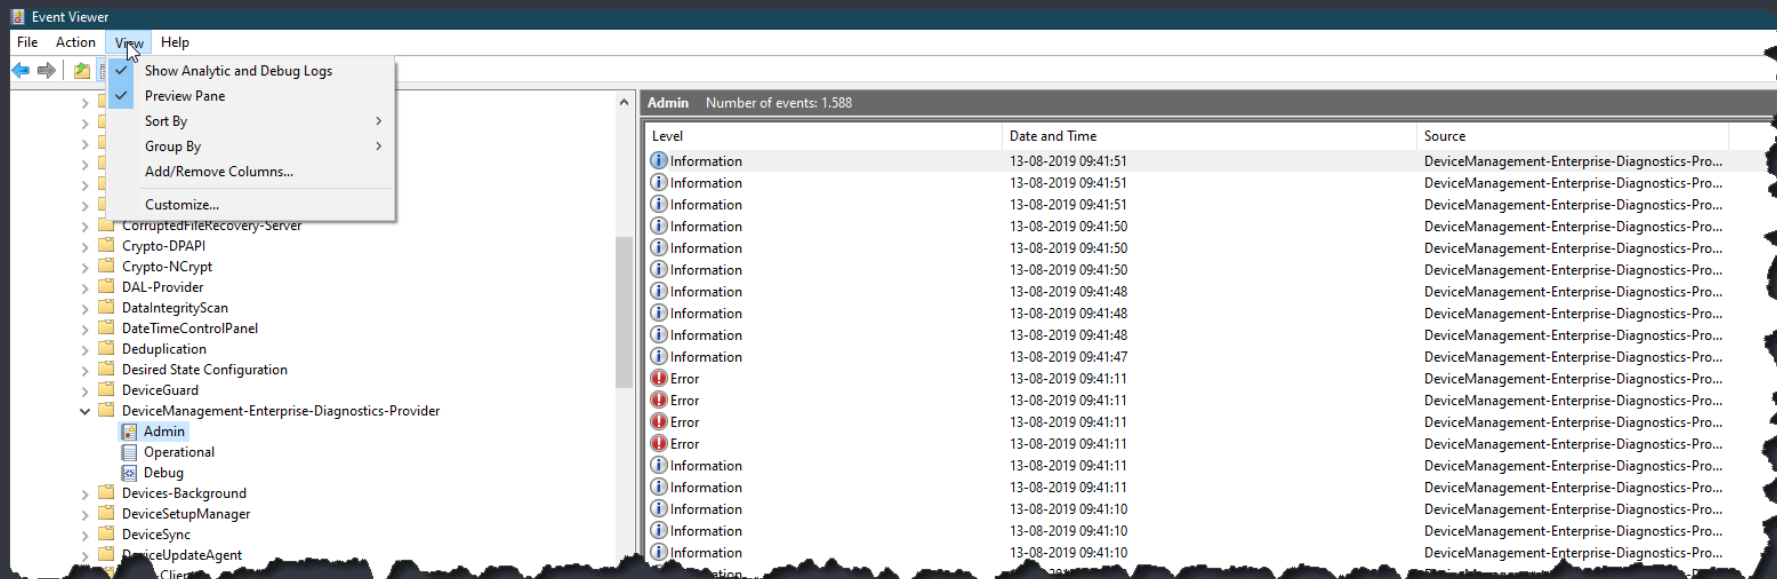 Event Viewer
File Action View Help
Show Analytic and Debug Logs
Preview Pane
Sort By
Group By
Add/Remove Columns...
Customize...
CorruptedFileRecovery-Server
Crypto-DPAPI
Crypto-NCrypt
DAL-Provider
DataIntegrityScan
DateTimeControlPanel
Deduplication
Desired State Configuration
DeviceGuard
DeviceManagement-Enterprise-Diagnostics-Provider
Admin
Operational
Debug
Devices-Background
DeviceSetupManager
DeviceSync
DeviceUpdateAgent
Admin Number of events: 1.588
Level Date and Time Source
Information 13-08-2019 09:41:51 DeviceManagement-Enterprise-Diagnostics-Pro...
Information 13-08-2019 09:41:51 DeviceManagement-Enterprise-Diagnostics-Pro...
Information 13-08-2019 09:41:51 DeviceManagement-Enterprise-Diagnostics-Pro...
Information 13-08-2019 09:41:50 DeviceManagement-Enterprise-Diagnostics-Pro...
Information 13-08-2019 09:41:50 DeviceManagement-Enterprise-Diagnostics-Pro...
Information 13-08-2019 09:41:50 DeviceManagement-Enterprise-Diagnostics-Pro...
Information 13-08-2019 09:41:48 DeviceManagement-Enterprise-Diagnostics-Pro...
Information 13-08-2019 09:41:48 DeviceManagement-Enterprise-Diagnostics-Pro...
Information 13-08-2019 09:41:48 DeviceManagement-Enterprise-Diagnostics-Pro...
Information 13-08-2019 09:41:47 DeviceManagement-Enterprise-Diagnostics-Pro...
Error 13-08-2019 09:41:11 DeviceManagement-Enterprise-Diagnostics-Pro...
Error 13-08-2019 09:41:11 DeviceManagement-Enterprise-Diagnostics-Pro...
Error 13-08-2019 09:41:11 DeviceManagement-Enterprise-Diagnostics-Pro...
Error 13-08-2019 09:41:11 DeviceManagement-Enterprise-Diagnostics-Pro...
Information 13-08-2019 09:41:11 DeviceManagement-Enterprise-Diagnostics-Pro...
Information 13-08-2019 09:41:11 DeviceManagement-Enterprise-Diagnostics-Pro...
Information 13-08-2019 09:41:10 DeviceManagement-Enterprise-Diagnostics-Pro...
Information 13-08-2019 09:41:10 DeviceManagement-Enterprise-Diagnostics-Pro...
Information 13-08-2019 09:41:10 DeviceManagement-Enterprise-Diagnostics-Pro...